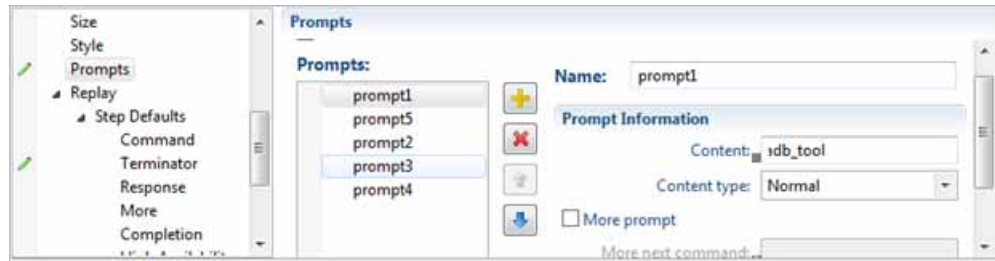 Size
Style
Prompts
Replay
Step Defaults
Command
Terminator
Response
More
Completion
Prompts
Prompts:
prompt1
prompt5
prompt2
prompt3
prompt4
Name: prompt1
Prompt Information
Content: db_tool
Content type: Normal
More prompt
More next command: